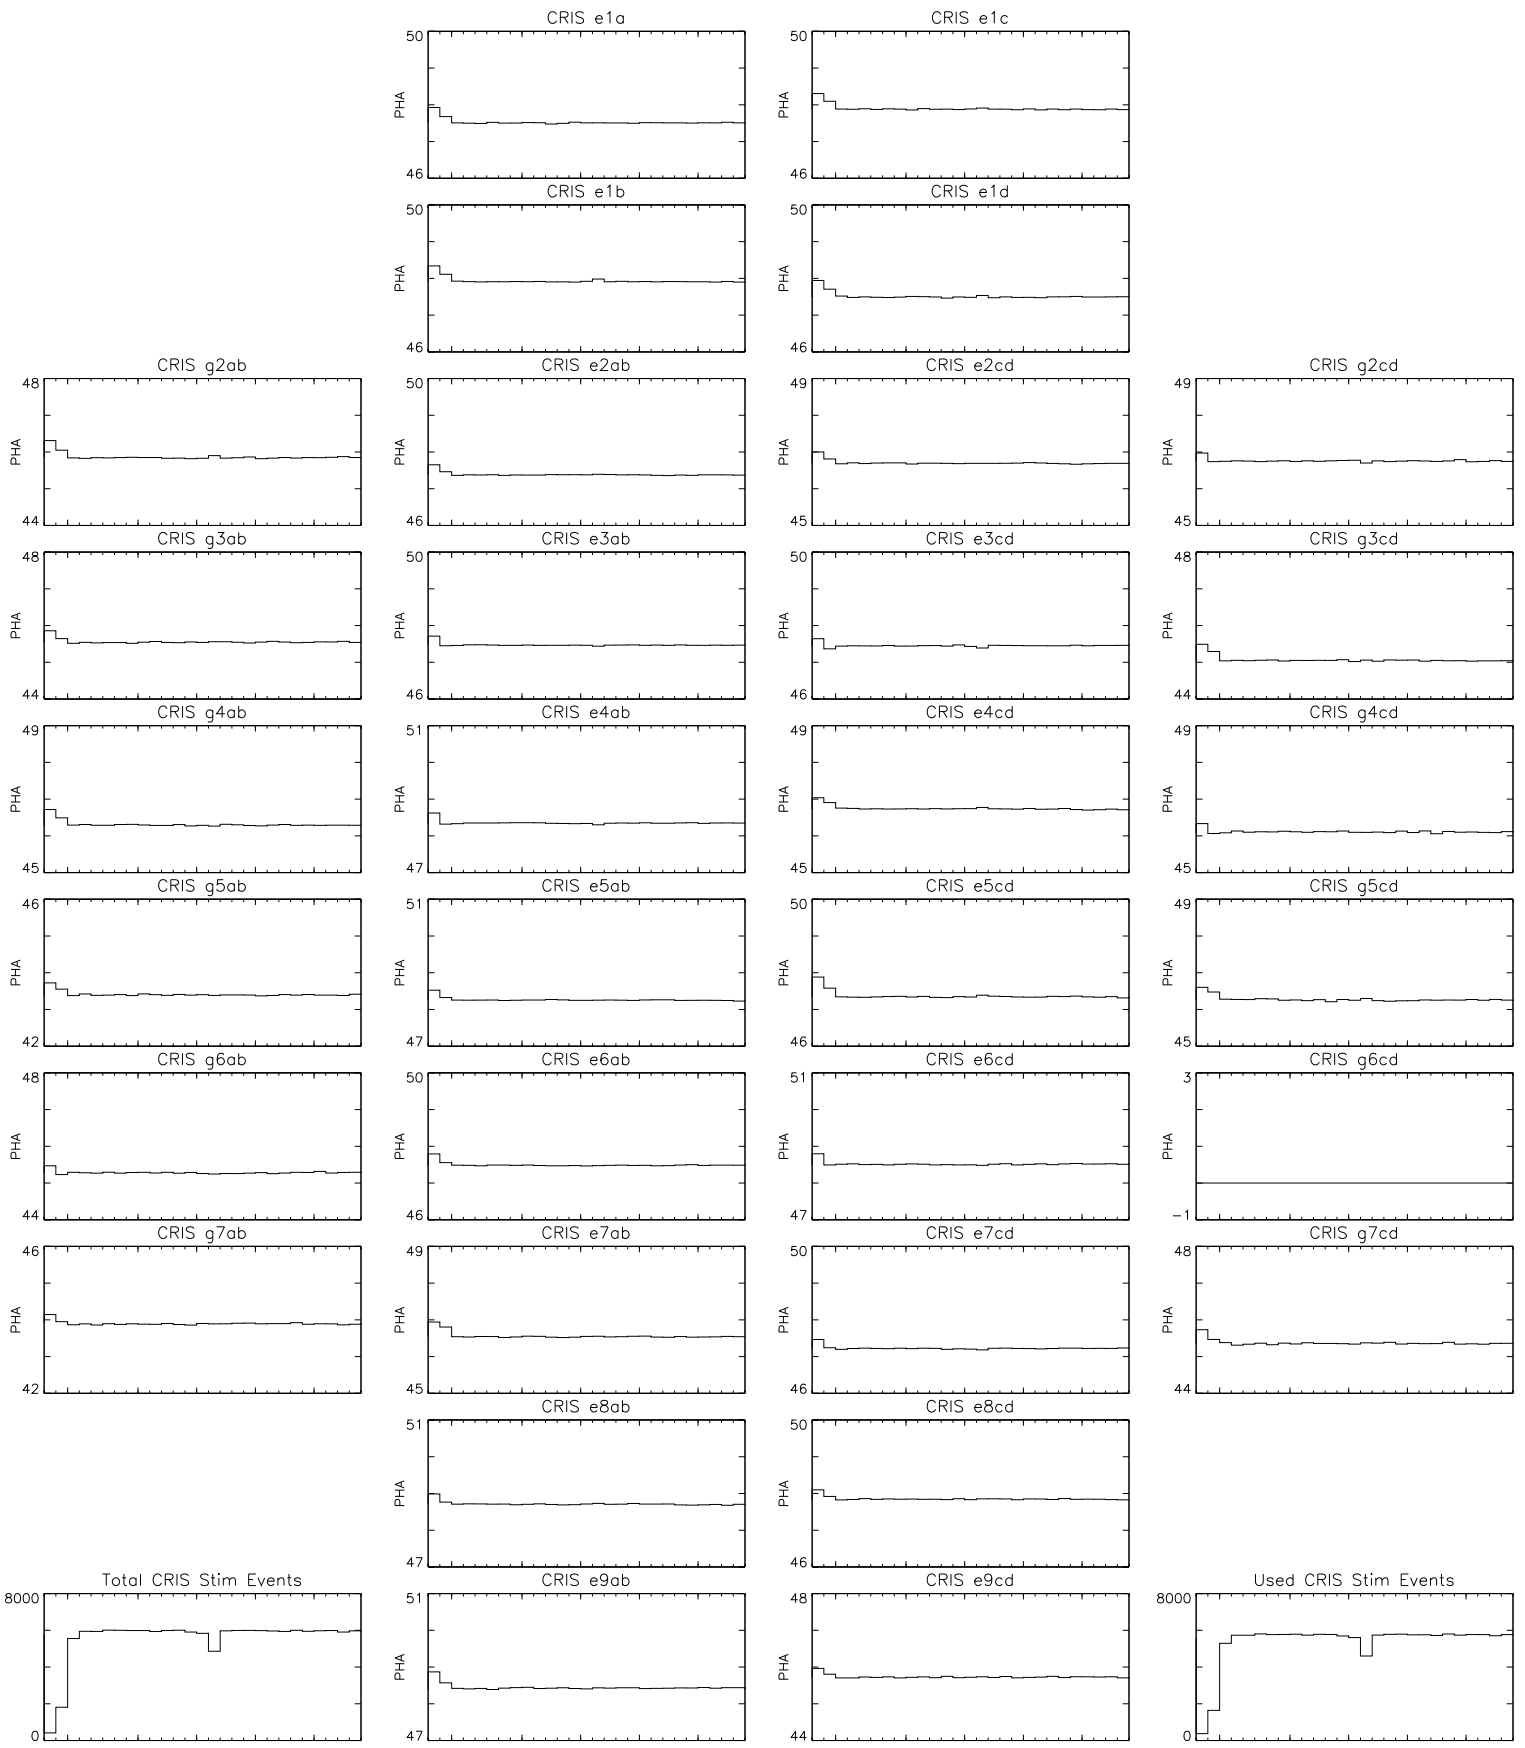 CRIS e1a
CRIS e1c
50
PHA
46
50
PHA
46
CRIS e1b
CRIS e1d
50
PHA
46
50
PHA
46
CRIS g2ab
CRIS e2ab
CRIS e2cd
CRIS g2cd
48
PHA
44
50
PHA
46
49
PHA
45
49
PHA
45
CRIS g3ab
CRIS e3ab
CRIS e3cd
CRIS g3cd
48
PHA
44
50
PHA
46
50
PHA
46
48
PHA
44
CRIS g4ab
CRIS e4ab
CRIS e4cd
CRIS g4cd
49
PHA
45
51
PHA
47
49
PHA
45
49
PHA
45
CRIS g5ab
CRIS e5ab
CRIS e5cd
CRIS g5cd
46
PHA
42
51
PHA
47
50
PHA
46
49
PHA
45
CRIS g6ab
CRIS e6ab
CRIS e6cd
CRIS g6cd
48
PHA
44
50
PHA
46
51
PHA
47
3
PHA
-1
CRIS g7ab
CRIS e7ab
CRIS e7cd
CRIS g7cd
46
PHA
42
49
PHA
45
50
PHA
46
48
PHA
44
CRIS e8ab
CRIS e8cd
51
PHA
47
50
PHA
46
Total CRIS Stim Events
CRIS e9ab
CRIS e9cd
Used CRIS Stim Events
8000
0
51
PHA
47
48
PHA
44
8000
0